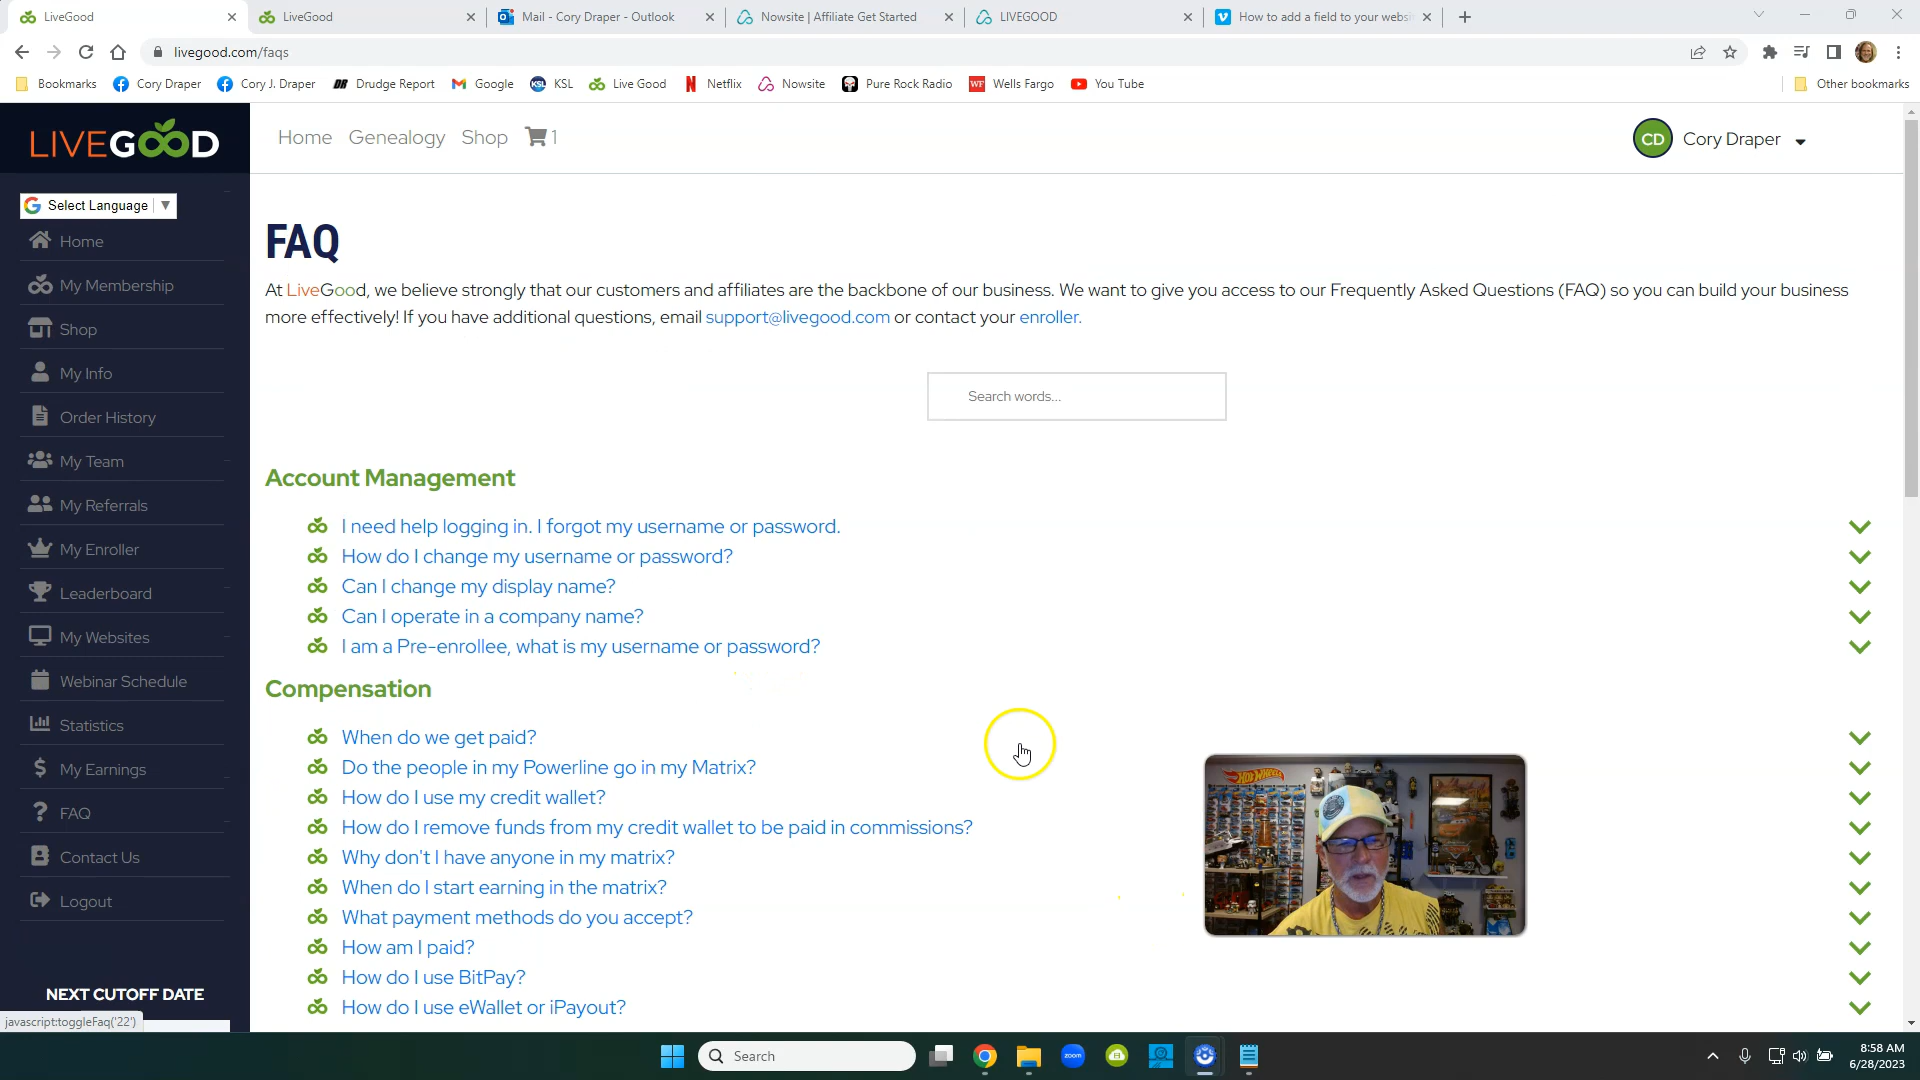 LiveGood
LiveGood
Mail - Cory Draper - Outlook
Nowsite | Affiliate Get Started
LIVEGOOD
How to add a field to your websi
livegood.com/faqs
Bookmarks
Cory Draper
Cory J. Draper
Drudge Report
Google
KSL
Live Good
Netflix
Nowsite
Pure Rock Radio
Wells Fargo
You Tube
Other bookmarks
LIVEGOOD
Home Genealogy Shop 1
CD Cory Draper
Select Language
Home
My Membership
Shop
My Info
Order History
My Team
My Referrals
My Enroller
Leaderboard
My Websites
Webinar Schedule
Statistics
My Earnings
FAQ
Contact Us
Logout
NEXT CUTOFF DATE
javascript:toggleFaq('22')
FAQ
At LiveGood, we believe strongly that our customers and affiliates are the backbone of our business. We want to give you access to our Frequently Asked Questions (FAQ) so you can build your business
more effectively! If you have additional questions, email support@livegood.com or contact your enroller.
Search words...
Account Management
I need help logging in. I forgot my username or password.
How do I change my username or password?
Can I change my display name?
Can I operate in a company name?
I am a Pre-enrollee, what is my username or password?
Compensation
When do we get paid?
Do the people in my Powerline go in my Matrix?
How do I use my credit wallet?
How do I remove funds from my credit wallet to be paid in commissions?
Why don't I have anyone in my matrix?
When do I start earning in the matrix?
What payment methods do you accept?
How am I paid?
How do I use BitPay?
How do I use eWallet or iPayout?
HOT WHEELS
Search
zoom
8:58 AM
6/28/2023